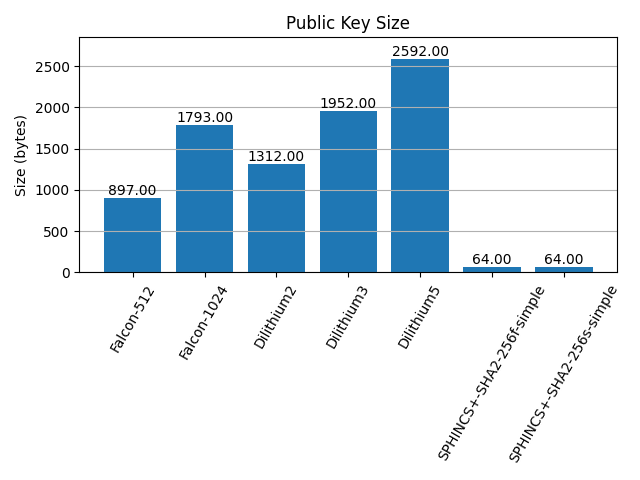 Public Key Size
Size (bytes)
2500
2000
1500
1000
500
0
897.00
1793.00
1312.00
1952.00
2592.00
64.00
64.00
Falcon-512
Falcon-1024
Dilithium2
Dilithium3
Dilithium5
SPHINCS+-SHA2-256f-simple
SPHINCS+-SHA2-256s-simple